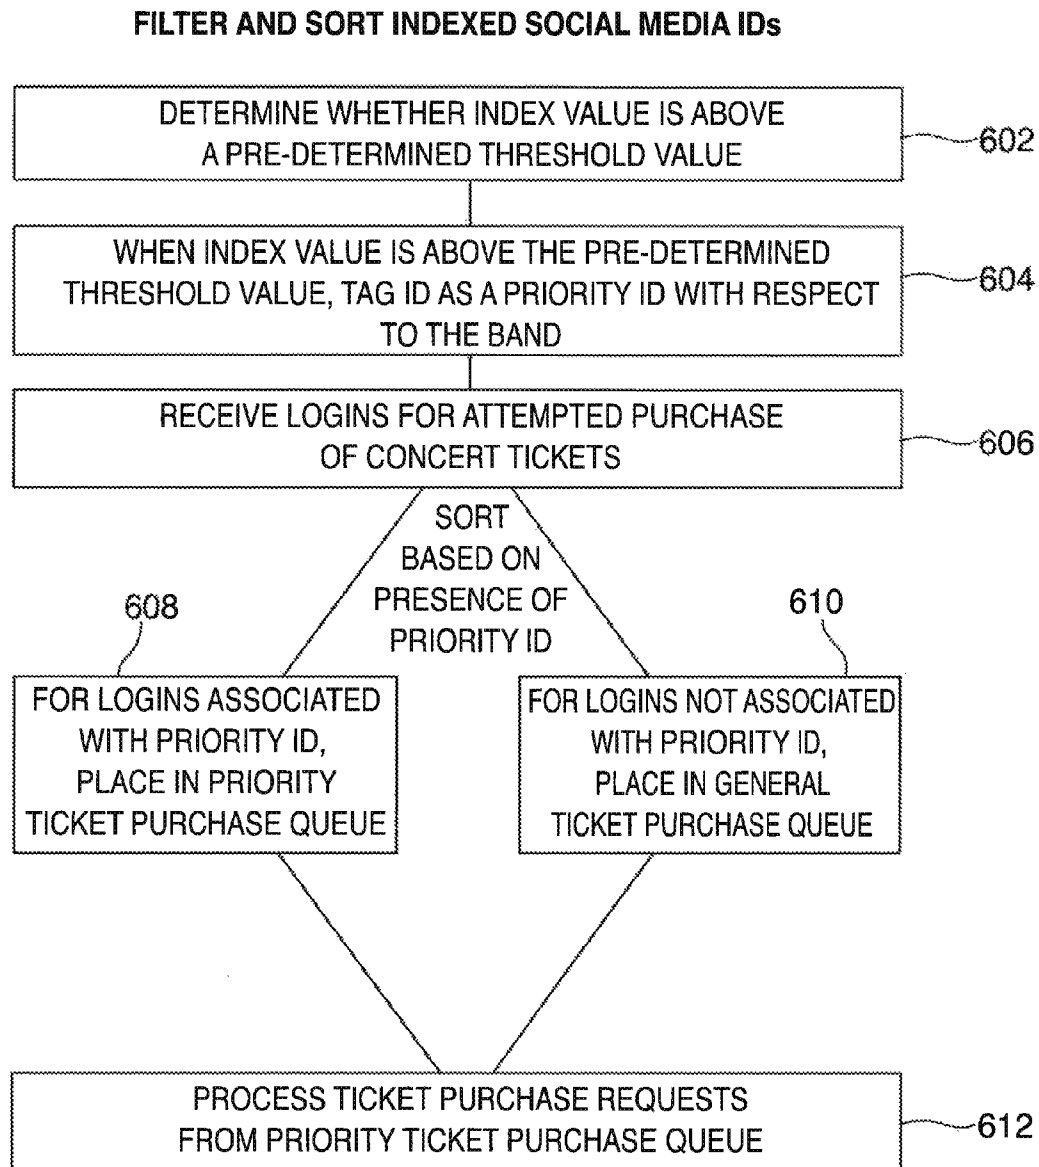 FILTER AND SORT INDEXED SOCIAL MEDIA IDs
DETERMINE WHETHER INDEX VALUE IS ABOVE
A PRE-DETERMINED THRESHOLD VALUE
602
WHEN INDEX VALUE IS ABOVE THE PRE-DETERMINED
THRESHOLD VALUE, TAG ID AS A PRIORITY ID WITH RESPECT
TO THE BAND
604
RECEIVE LOGINS FOR ATTEMPTED PURCHASE
OF CONCERT TICKETS
606
SORT
BASED ON
PRESENCE OF
PRIORITY ID
608
FOR LOGINS ASSOCIATED
WITH PRIORITY ID,
PLACE IN PRIORITY
TICKET PURCHASE QUEUE
610
FOR LOGINS NOT ASSOCIATED
WITH PRIORITY ID,
PLACE IN GENERAL
TICKET PURCHASE QUEUE
PROCESS TICKET PURCHASE REQUESTS
FROM PRIORITY TICKET PURCHASE QUEUE
612